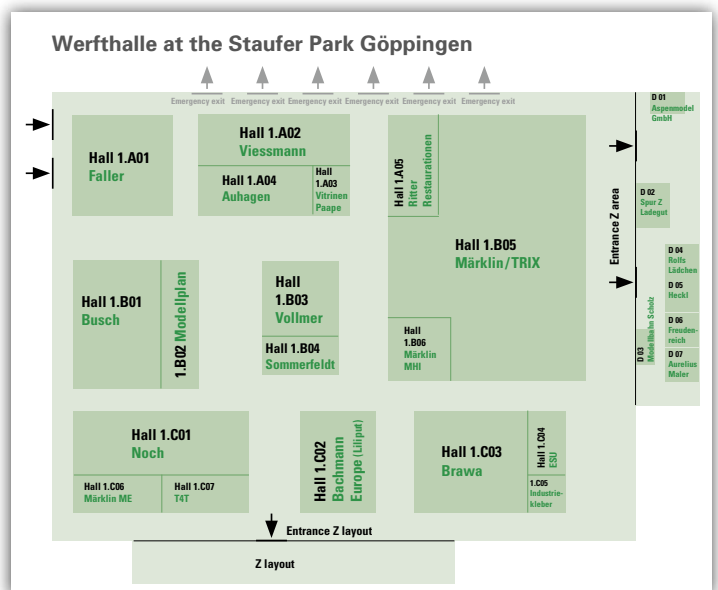 Werfthalle at the Staufer Park Göppingen
Emergency exit
Emergency exit
Emergency exit
Emergency exit
Emergency exit
Emergency exit
Hall 1.A01
Faller
Hall 1.A02
Viessmann
Hall 1.A04
Auhagen
Hall
1.A03
Vitrinen
Paape
Hall 1.A05
Ritter
Restaurationen
Hall 1.B05
Märklin/TRIX
Hall
1.B06
Märklin
MHI
Hall 1.B01
Busch
1.B02 Modellplan
Hall
1.B03
Vollmer
Hall 1.B04
Sommerfeldt
Hall 1.C01
Noch
Hall 1.C06
Märklin ME
Hall 1.C07
T4T
Hall 1.C02
Bachmann
Europe (Liliput)
Hall 1.C03
Brawa
Hall 1.C04
ESU
1.C05
Industrie-
kleber
Entrance Z area
D 01
Aspenmodel
GmbH
D 02
Spur Z
Ladegut
D 03
Modellbahn Scholz
D 04
Rolfs
Lädchen
D 05
Heckl
D 06
Freuden-
reich
D 07
Aurelius
Maler
Entrance Z layout
Z layout